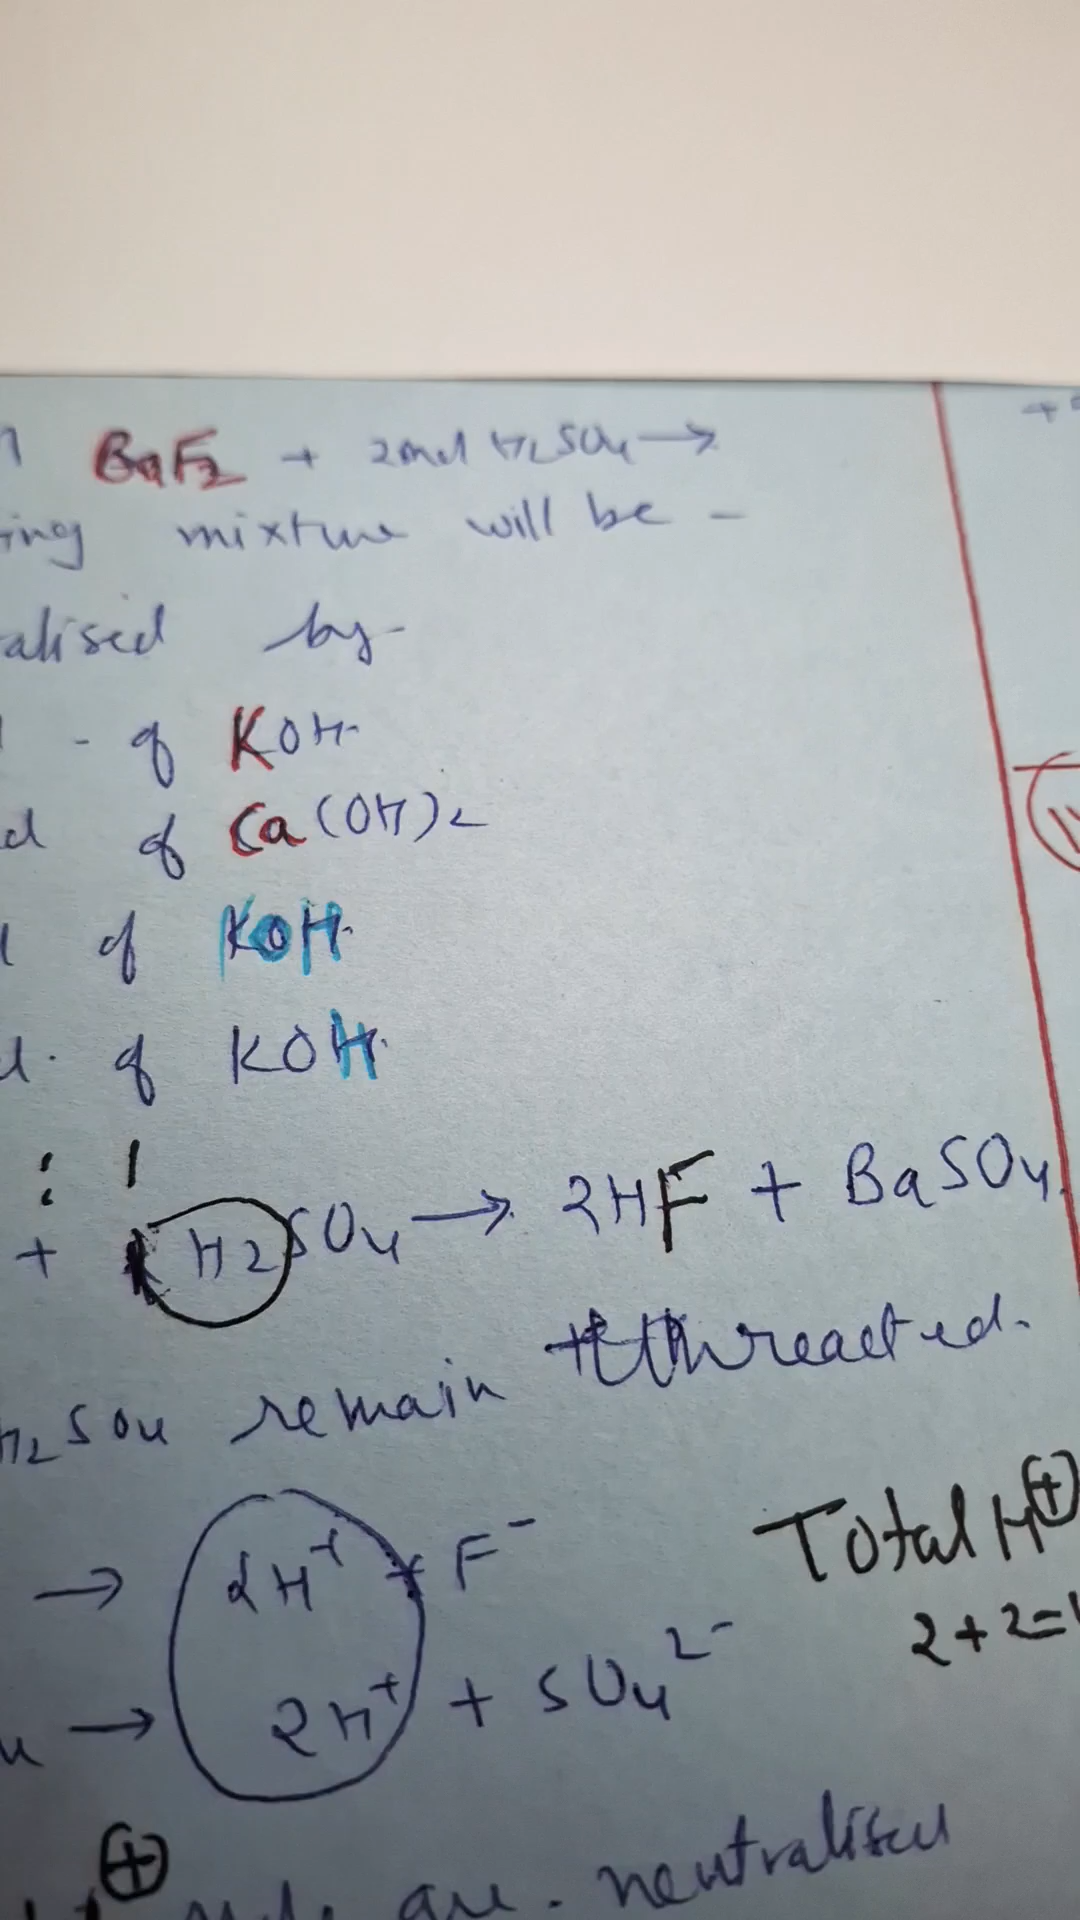 BaF2 + 2mol H2SO4 →
ing mixture will be -
alised by-
- of KOH
of Ca(OH)2
of KOH
of KOH
: 1
+ H2SO4 → 2HF + BaSO4
H2SO4 remain unreacted.
→ 2H+ + F-
Total H+
2+2=4
→ 2H+ + SO4 2-
+
are. neutralised